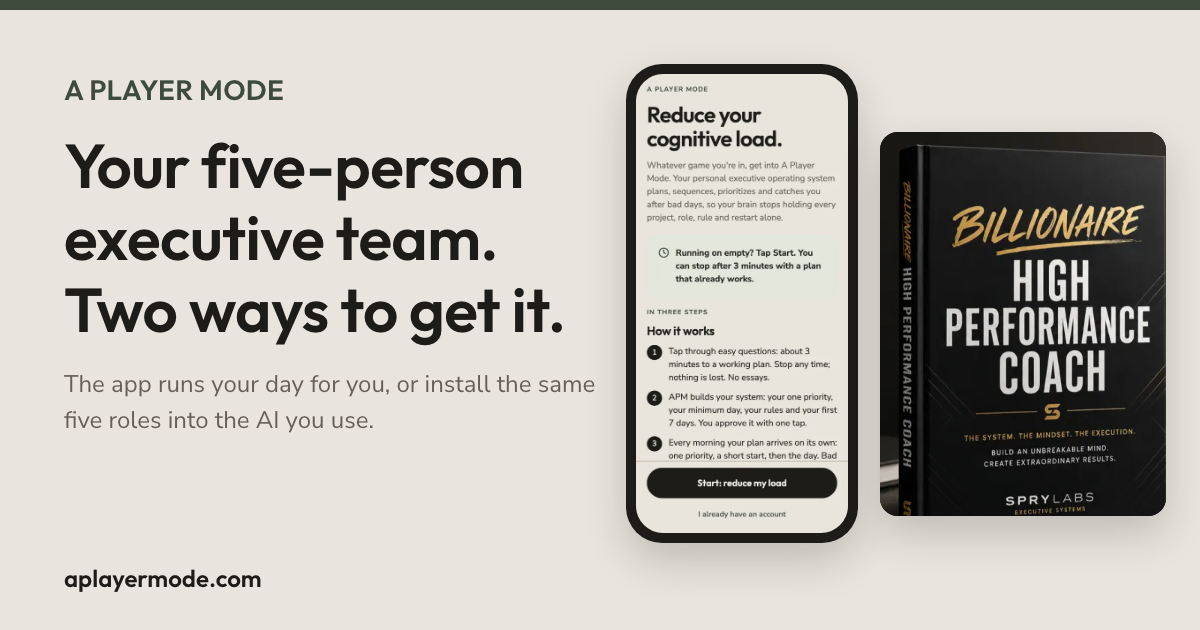 A PLAYER MODE
Your five-person
executive team.
Two ways to get it.
The app runs your day for you, or install the same
five roles into the AI you use.
aplayermode.com
A PLAYER MODE
Reduce your
cognitive load.
Whatever game you're in, get into A Player
Mode. Your personal executive operating system
plans, sequences, prioritizes and catches you
after bad days, so your brain stops holding every
project, role, rule and restart alone.
Running on empty? Tap Start. You
can stop after 3 minutes with a plan
that already works.
IN THREE STEPS
How it works
1 Tap through easy questions: about 3
minutes to a working plan. Stop any time;
nothing is lost. No essays.
2 APM builds your system: your one priority,
your minimum day, your rules and your first
7 days. You approve it with one tap.
3 Every morning your plan arrives on its own:
one priority, a short start, then the day. Bad
Start: reduce my load
I already have an account
BILLIONAIRE HIGH PERFORMANCE COACH
BILLIONAIRE
HIGH
PERFORMANCE
COACH
THE SYSTEM. THE MINDSET. THE EXECUTION.
BUILD AN UNBREAKABLE MIND.
CREATE EXTRAORDINARY RESULTS.
SPRYLABS
EXECUTIVE SYSTEMS